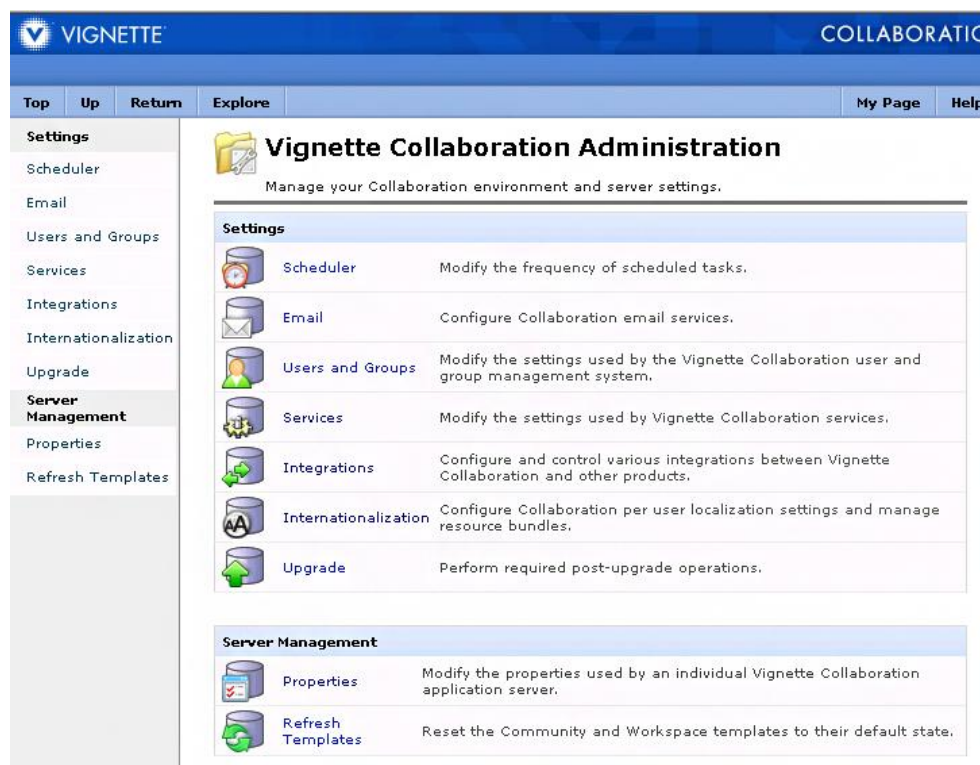 VIGNETTE
COLLABORATIO
Top Up Return Explore My Page Help
Settings
Scheduler
Email
Users and Groups
Services
Integrations
Internationalization
Upgrade
Server
Management
Properties
Refresh Templates
Vignette Collaboration Administration
Manage your Collaboration environment and server settings.
Settings
Scheduler Modify the frequency of scheduled tasks.
Email Configure Collaboration email services.
Users and Groups Modify the settings used by the Vignette Collaboration user and
group management system.
Services Modify the settings used by Vignette Collaboration services.
Integrations Configure and control various integrations between Vignette
Collaboration and other products.
Internationalization Configure Collaboration per user localization settings and manage
resource bundles.
Upgrade Perform required post-upgrade operations.
Server Management
Properties Modify the properties used by an individual Vignette Collaboration
application server.
Refresh
Templates Reset the Community and Workspace templates to their default state.